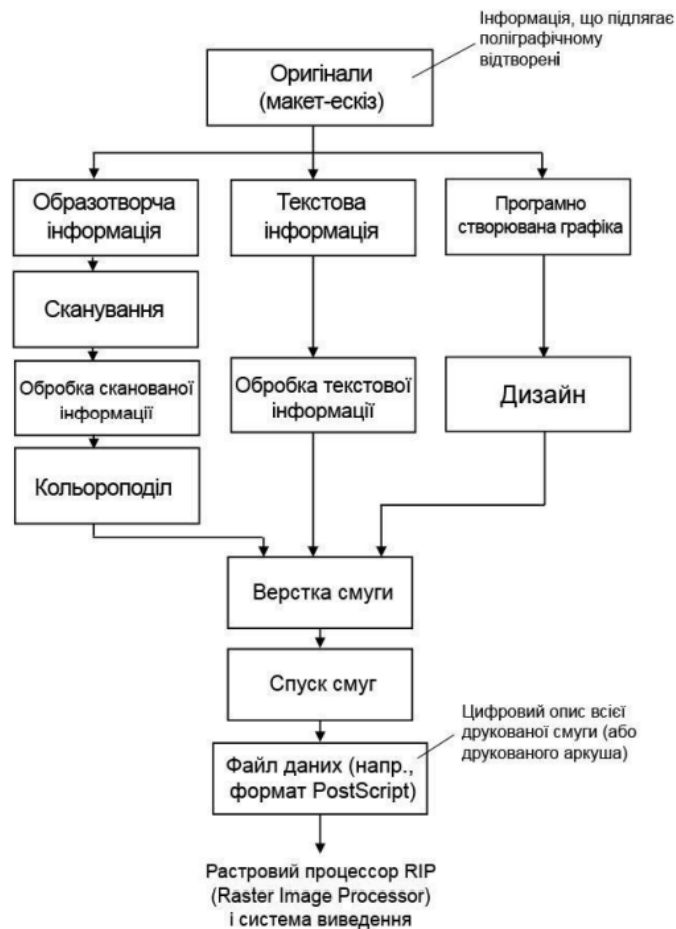 Інформація, що підлягає
поліграфічному
відтворені
Оригінали
(макет-ескіз)
Образотворча
інформація
Текстова
інформація
Програмно
створювана графіка
Сканування
Обробка сканованої
інформації
Обробка текстової
інформації
Дизайн
Кольороподіл
Верстка смуги
Спуск смуг
Цифровий опис всієї
друкованої смуги (або
друкованого аркуша)
Файл даних (напр.,
формат PostScript)
Растровий процессор RIP
(Raster Image Processor)
і система виведення